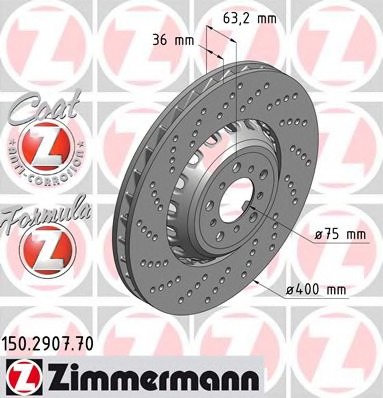 63,2 mm
36 mm
Coat
Z
ANTI-CORROSION
Formula
Z
ø75 mm
ø400 mm
150.2907.70
Z Zimmermann